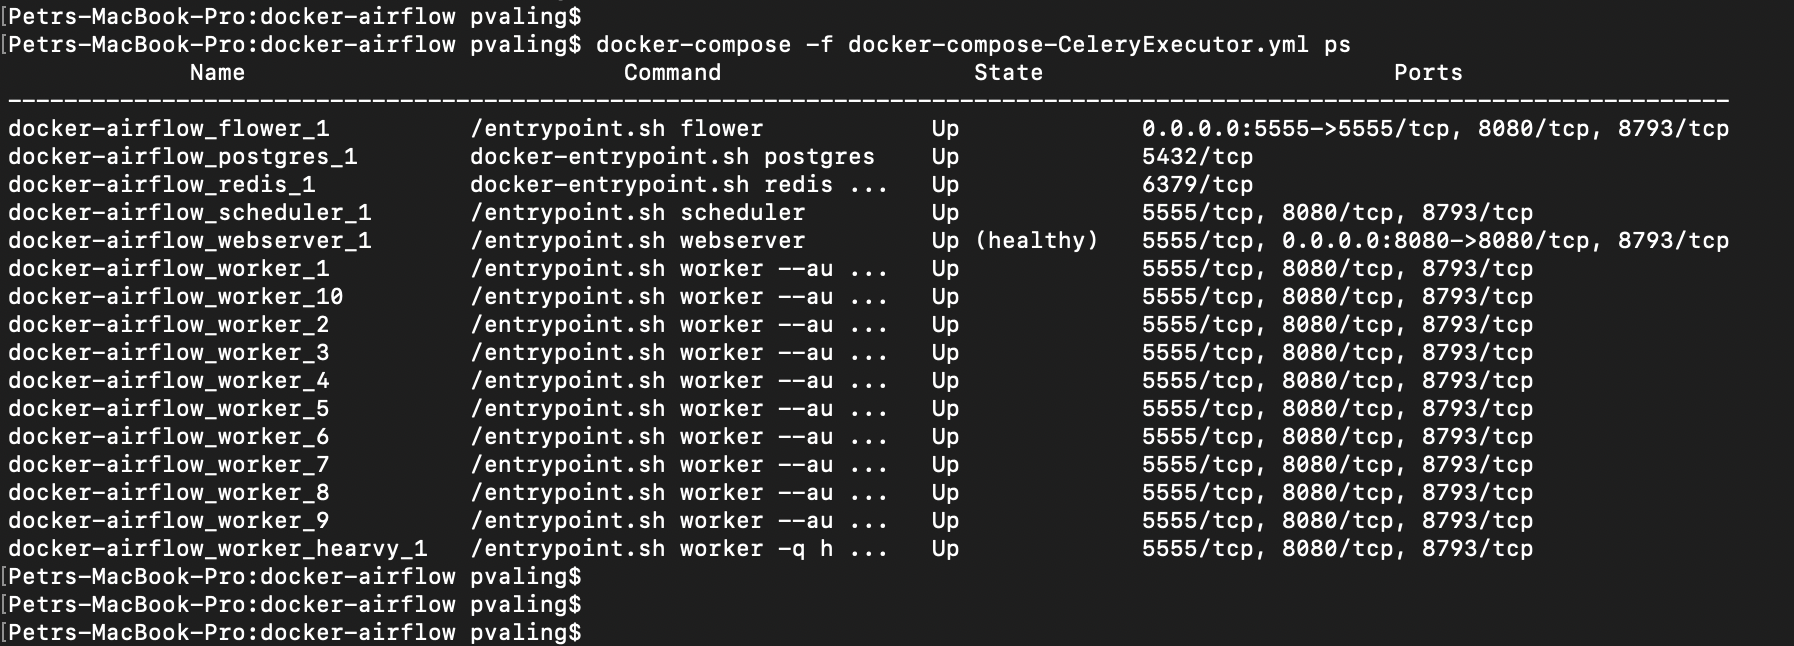 [Petrs-MacBook-Pro:docker-airflow pvaling$
[Petrs-MacBook-Pro:docker-airflow pvaling$ docker-compose -f docker-compose-CeleryExecutor.yml ps
Name Command State Ports
---------------------------------------------------------------------------------------------------------------------------
docker-airflow_flower_1 /entrypoint.sh flower Up 0.0.0.0:5555->5555/tcp, 8080/tcp, 8793/tcp
docker-airflow_postgres_1 docker-entrypoint.sh postgres Up 5432/tcp
docker-airflow_redis_1 docker-entrypoint.sh redis ... Up 6379/tcp
docker-airflow_scheduler_1 /entrypoint.sh scheduler Up 5555/tcp, 8080/tcp, 8793/tcp
docker-airflow_webserver_1 /entrypoint.sh webserver Up (healthy) 5555/tcp, 0.0.0.0:8080->8080/tcp, 8793/tcp
docker-airflow_worker_1 /entrypoint.sh worker --au ... Up 5555/tcp, 8080/tcp, 8793/tcp
docker-airflow_worker_10 /entrypoint.sh worker --au ... Up 5555/tcp, 8080/tcp, 8793/tcp
docker-airflow_worker_2 /entrypoint.sh worker --au ... Up 5555/tcp, 8080/tcp, 8793/tcp
docker-airflow_worker_3 /entrypoint.sh worker --au ... Up 5555/tcp, 8080/tcp, 8793/tcp
docker-airflow_worker_4 /entrypoint.sh worker --au ... Up 5555/tcp, 8080/tcp, 8793/tcp
docker-airflow_worker_5 /entrypoint.sh worker --au ... Up 5555/tcp, 8080/tcp, 8793/tcp
docker-airflow_worker_6 /entrypoint.sh worker --au ... Up 5555/tcp, 8080/tcp, 8793/tcp
docker-airflow_worker_7 /entrypoint.sh worker --au ... Up 5555/tcp, 8080/tcp, 8793/tcp
docker-airflow_worker_8 /entrypoint.sh worker --au ... Up 5555/tcp, 8080/tcp, 8793/tcp
docker-airflow_worker_9 /entrypoint.sh worker --au ... Up 5555/tcp, 8080/tcp, 8793/tcp
docker-airflow_worker_hearvy_1 /entrypoint.sh worker -q h ... Up 5555/tcp, 8080/tcp, 8793/tcp
[Petrs-MacBook-Pro:docker-airflow pvaling$
[Petrs-MacBook-Pro:docker-airflow pvaling$
[Petrs-MacBook-Pro:docker-airflow pvaling$